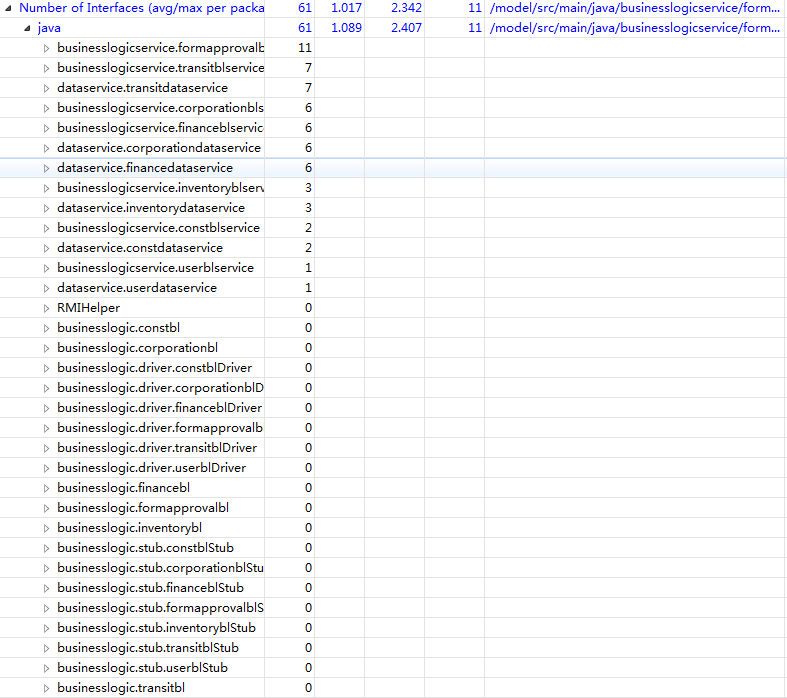 Number of Interfaces (avg/max per packa 61 1.017 2.342 11 /model/src/main/java/businesslogicservice/form...
java 61 1.089 2.407 11 /model/src/main/java/businesslogicservice/form...
businesslogicservice.formapprovalb 11
businesslogicservice.transitblservice 7
dataservice.transitdataservice 7
businesslogicservice.corporationbls 6
businesslogicservice.financeblservic 6
dataservice.corporationdataservice 6
dataservice.financedataservice 6
businesslogicservice.inventoryblserv 3
dataservice.inventorydataservice 3
businesslogicservice.constblservice 2
dataservice.constdataservice 2
businesslogicservice.userblservice 1
dataservice.userdataservice 1
RMIHelper 0
businesslogic.constbl 0
businesslogic.corporationbl 0
businesslogic.driver.constblDriver 0
businesslogic.driver.corporationblD 0
businesslogic.driver.financeblDriver 0
businesslogic.driver.formapprovalb 0
businesslogic.driver.transitblDriver 0
businesslogic.driver.userblDriver 0
businesslogic.financebl 0
businesslogic.formapprovalbl 0
businesslogic.inventorybl 0
businesslogic.stub.constblStub 0
businesslogic.stub.corporationblStu 0
businesslogic.stub.financeblStub 0
businesslogic.stub.formapprovalblS 0
businesslogic.stub.inventoryblStub 0
businesslogic.stub.transitblStub 0
businesslogic.stub.userblStub 0
businesslogic.transitbl 0